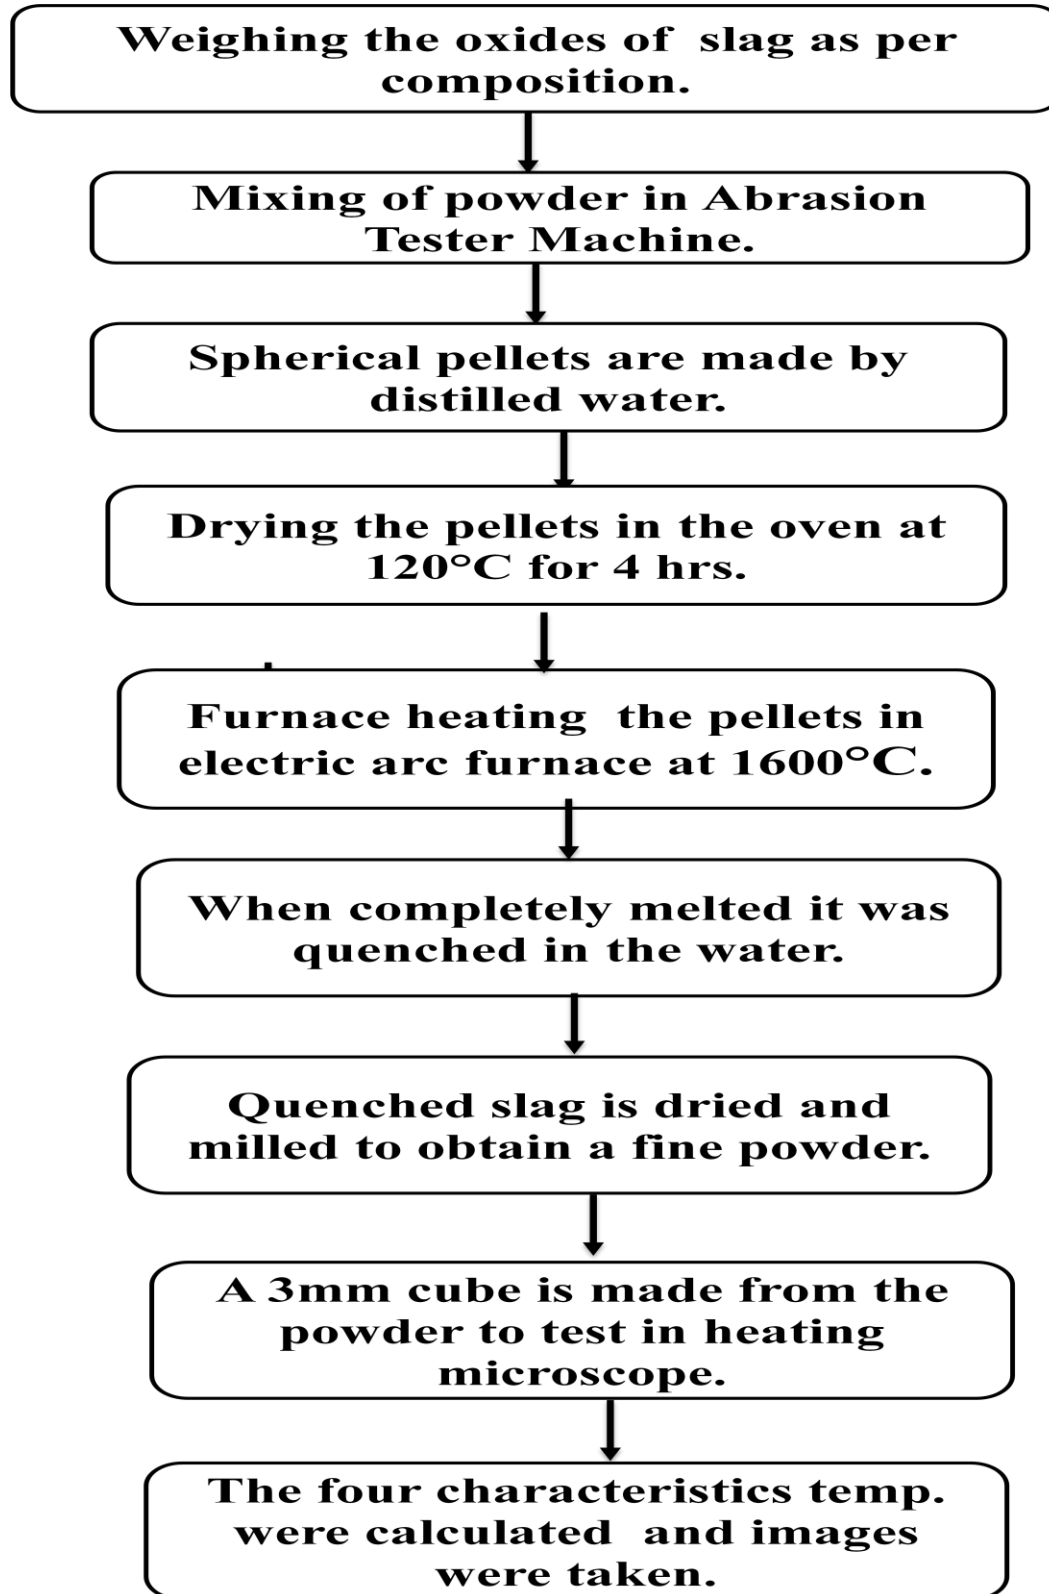 Weighing the oxides of  slag as per
composition.
Mixing of powder in Abrasion
Tester Machine.
Spherical pellets are made by
distilled water.
Drying the pellets in the oven at
120°C for 4 hrs.
Furnace heating  the pellets in
electric arc furnace at 1600°C.
When completely melted it was
quenched in the water.
Quenched slag is dried and
milled to obtain a fine powder.
A 3mm cube is made from the
powder to test in heating
microscope.
The four characteristics temp.
were calculated  and images
were taken.